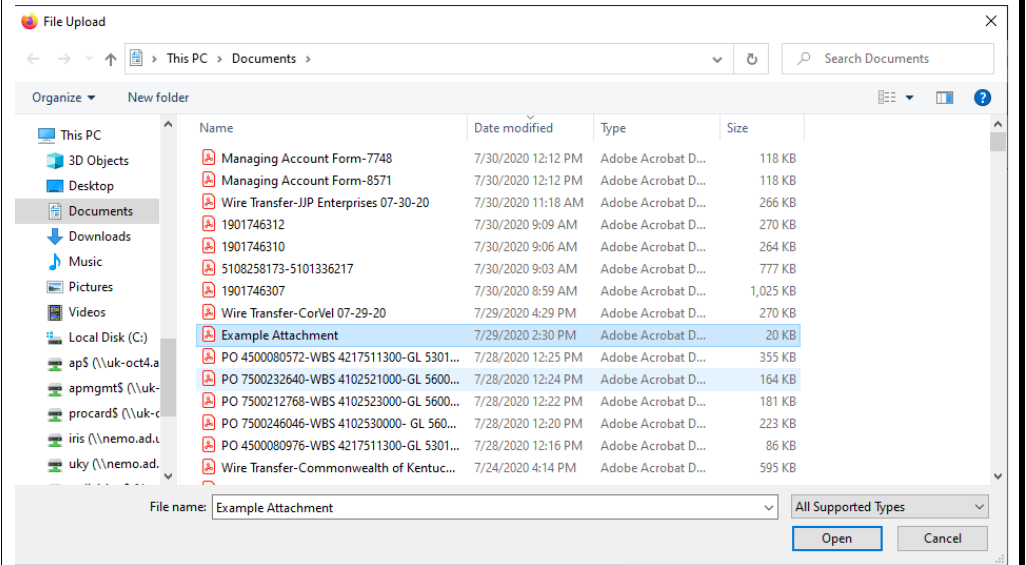 File Upload
This PC > Documents >
Search Documents
Organize New folder
Name Date modified Type Size
This PC
3D Objects
Desktop
Documents
Downloads
Music
Pictures
Videos
Local Disk (C:)
ap$ (\\uk-oct4.a
apmgmt$ (\\uk-
procard$ (\\uk-c
iris (\\nemo.ad.u
uky (\\nemo.ad.
Managing Account Form-7748 7/30/2020 12:12 PM Adobe Acrobat D... 118 KB
Managing Account Form-8571 7/30/2020 12:12 PM Adobe Acrobat D... 118 KB
Wire Transfer-JJP Enterprises 07-30-20 7/30/2020 11:18 AM Adobe Acrobat D... 266 KB
1901746312 7/30/2020 9:09 AM Adobe Acrobat D... 270 KB
1901746310 7/30/2020 9:06 AM Adobe Acrobat D... 264 KB
5108258173-5101336217 7/30/2020 9:03 AM Adobe Acrobat D... 777 KB
1901746307 7/30/2020 8:59 AM Adobe Acrobat D... 1,025 KB
Wire Transfer-CorVel 07-29-20 7/29/2020 4:29 PM Adobe Acrobat D... 270 KB
Example Attachment 7/29/2020 2:30 PM Adobe Acrobat D... 20 KB
PO 4500080572-WBS 4217511300-GL 5301... 7/28/2020 12:25 PM Adobe Acrobat D... 355 KB
PO 7500232640-WBS 4102521000-GL 5600... 7/28/2020 12:24 PM Adobe Acrobat D... 164 KB
PO 7500212768-WBS 4102523000-GL 5600... 7/28/2020 12:22 PM Adobe Acrobat D... 181 KB
PO 7500246046-WBS 4102530000- GL 560... 7/28/2020 12:20 PM Adobe Acrobat D... 223 KB
PO 4500080976-WBS 4217511300-GL 5301... 7/28/2020 12:16 PM Adobe Acrobat D... 86 KB
Wire Transfer-Commonwealth of Kentuc... 7/24/2020 4:14 PM Adobe Acrobat D... 595 KB
File name: Example Attachment All Supported Types
Open Cancel